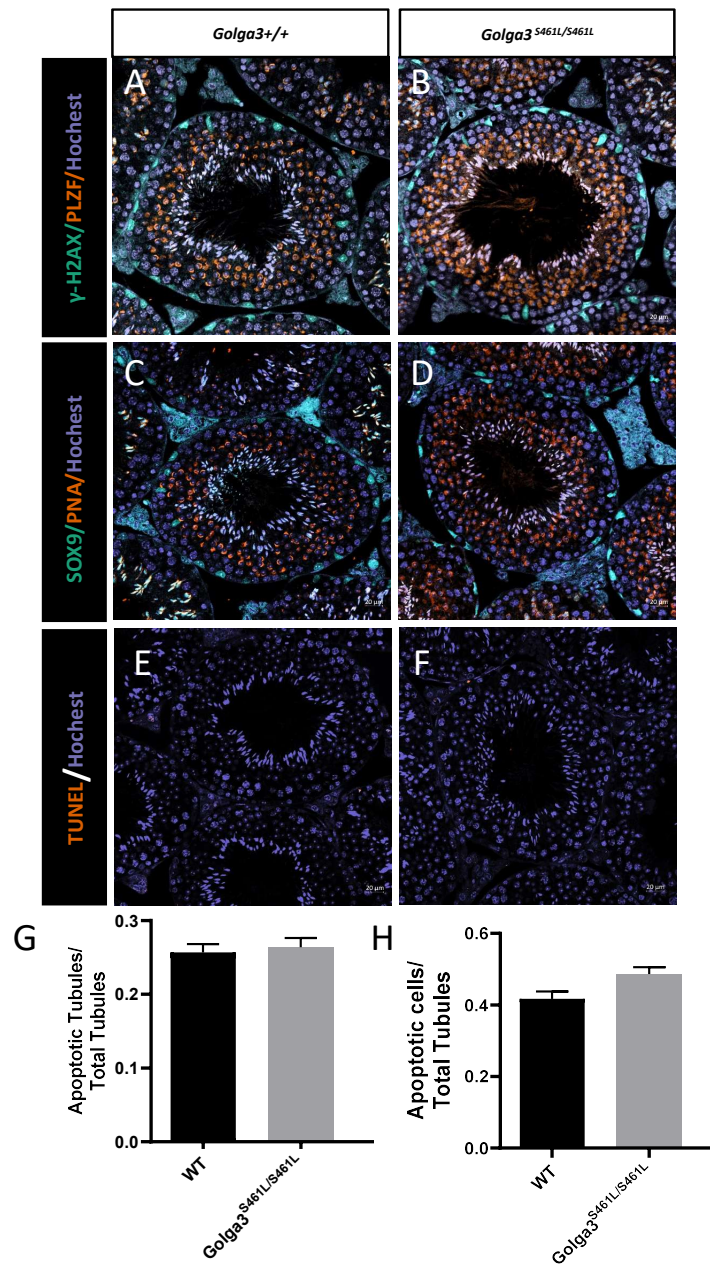 Golga3+/+
Golga3 S461L/S461L
γ-H2AX/PLZF/Hochest
A
B
20 μm
SOX9/PNA/Hochest
C
D
20 μm
20 μm
TUNEL/Hochest
E
F
20 μm
20 μm
G
Apoptotic Tubules/
Total Tubules
0.3
0.2
0.1
0.0
WT
Golga3S461L/S461L
H
Apoptotic cells/
Total Tubules
0.6
0.4
0.2
0.0
WT
Golga3S461L/S461L